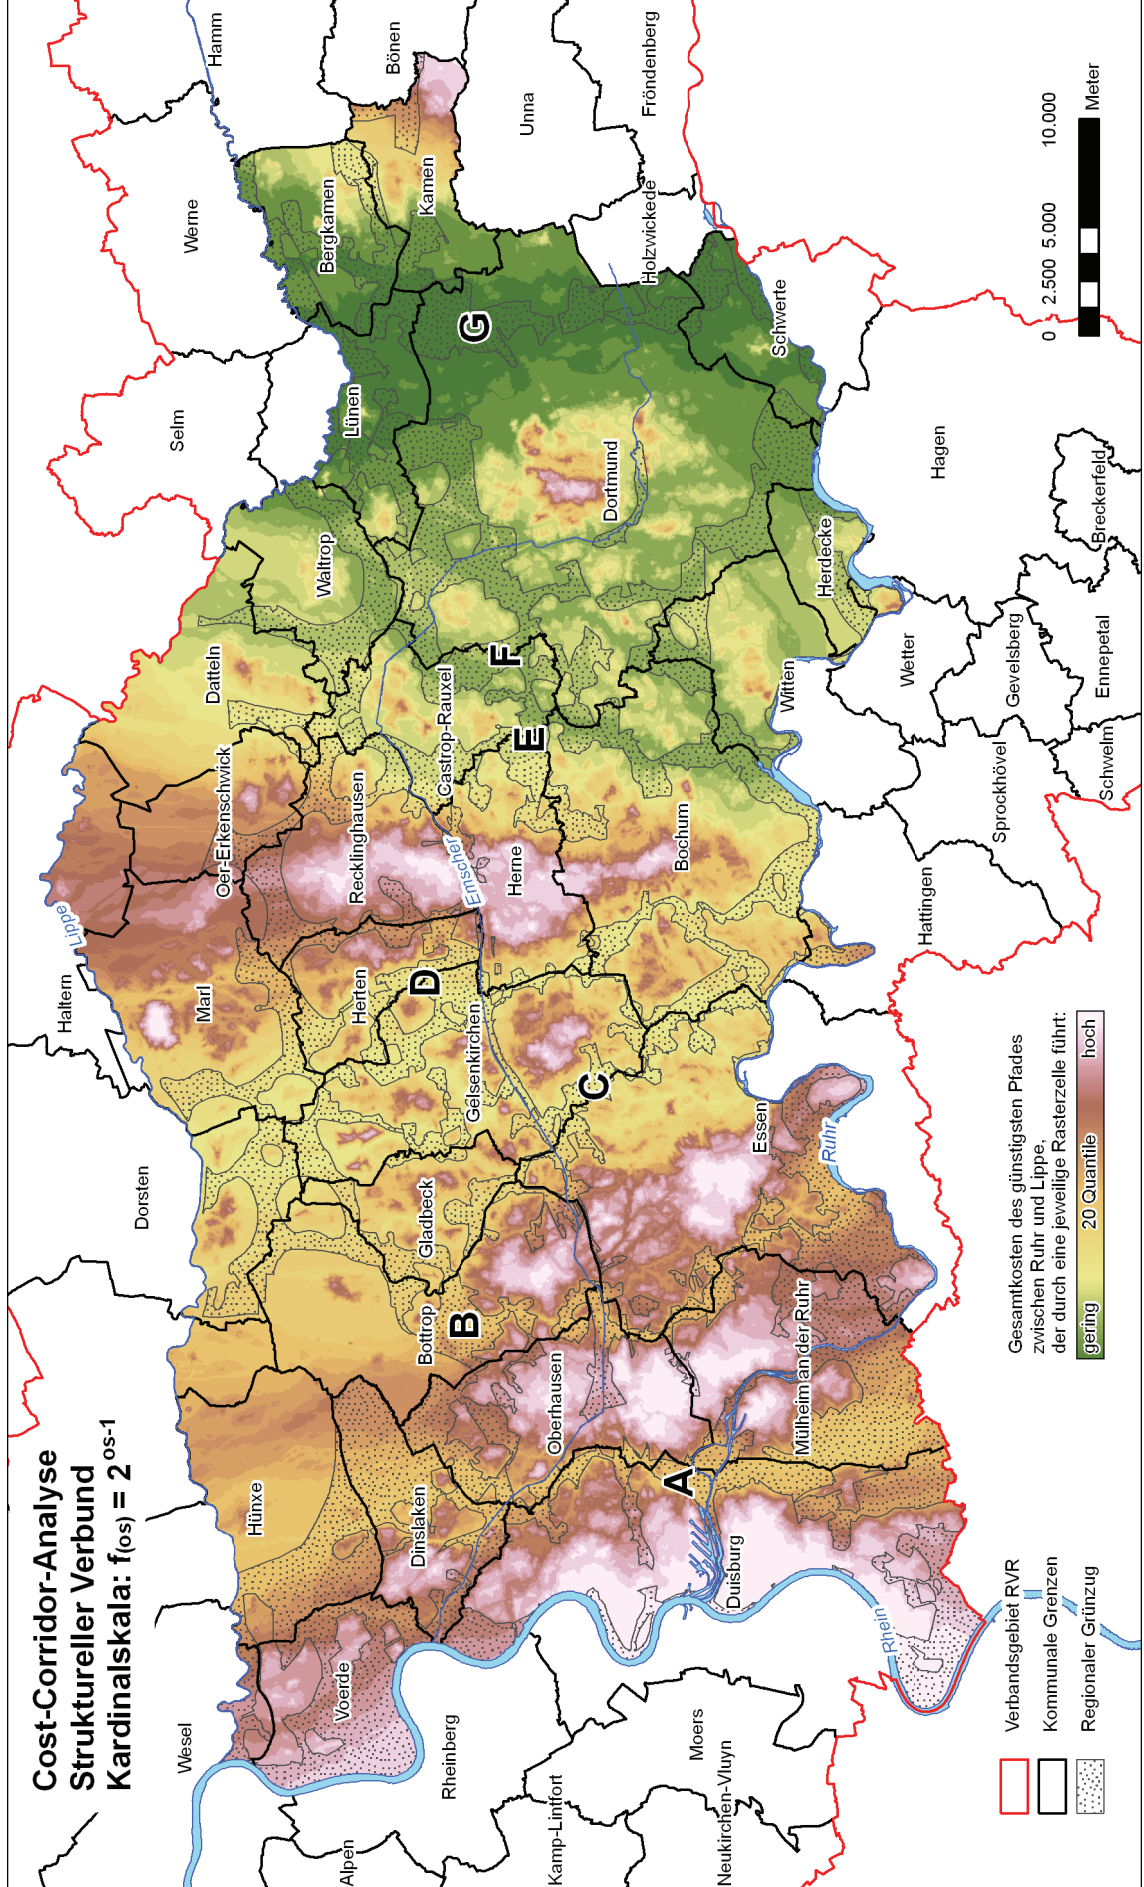 Cost-Corridor-Analyse
Struktureller Verbund
Kardinalskala: f(os) = 2^OS-1
Wesel
Dorsten
Haltern
Lippe
Selm
Werne
Hamm
Hünxe
Marl
Oer-Erkenschwick
Datteln
Waltrop
Lünen
Bergkamen
Bönen
Voerde
Dinslaken
Bottrop
Gladbeck
Herten
Recklinghausen
Kamen
Alpen
Rheinberg
B
D
Castrop-Rauxel
G
Unna
Gelsenkirchen
Emscher
Herne
E
F
Kamp-Lintfort
Oberhausen
C
Dortmund
Holzwickede
Fröndenberg
Moers
Neukirchen-Vluyn
A
Duisburg
Mülheim an der Ruhr
Essen
Ruhr
Bochum
Witten
Herdecke
Schwerte
Rhein
Hattingen
Sprockhövel
Wetter
Gevelsberg
Hagen
Schwelm
Ennepetal
Breckerfeld
Verbandsgebiet RVR
Kommunale Grenzen
Regionaler Grünzug
Gesamtkosten des günstigsten Pfades
zwischen Ruhr und Lippe,
der durch eine jeweilige Rasterzelle führt:
gering 20 Quantile hoch
0 2.500 5.000 10.000
Meter